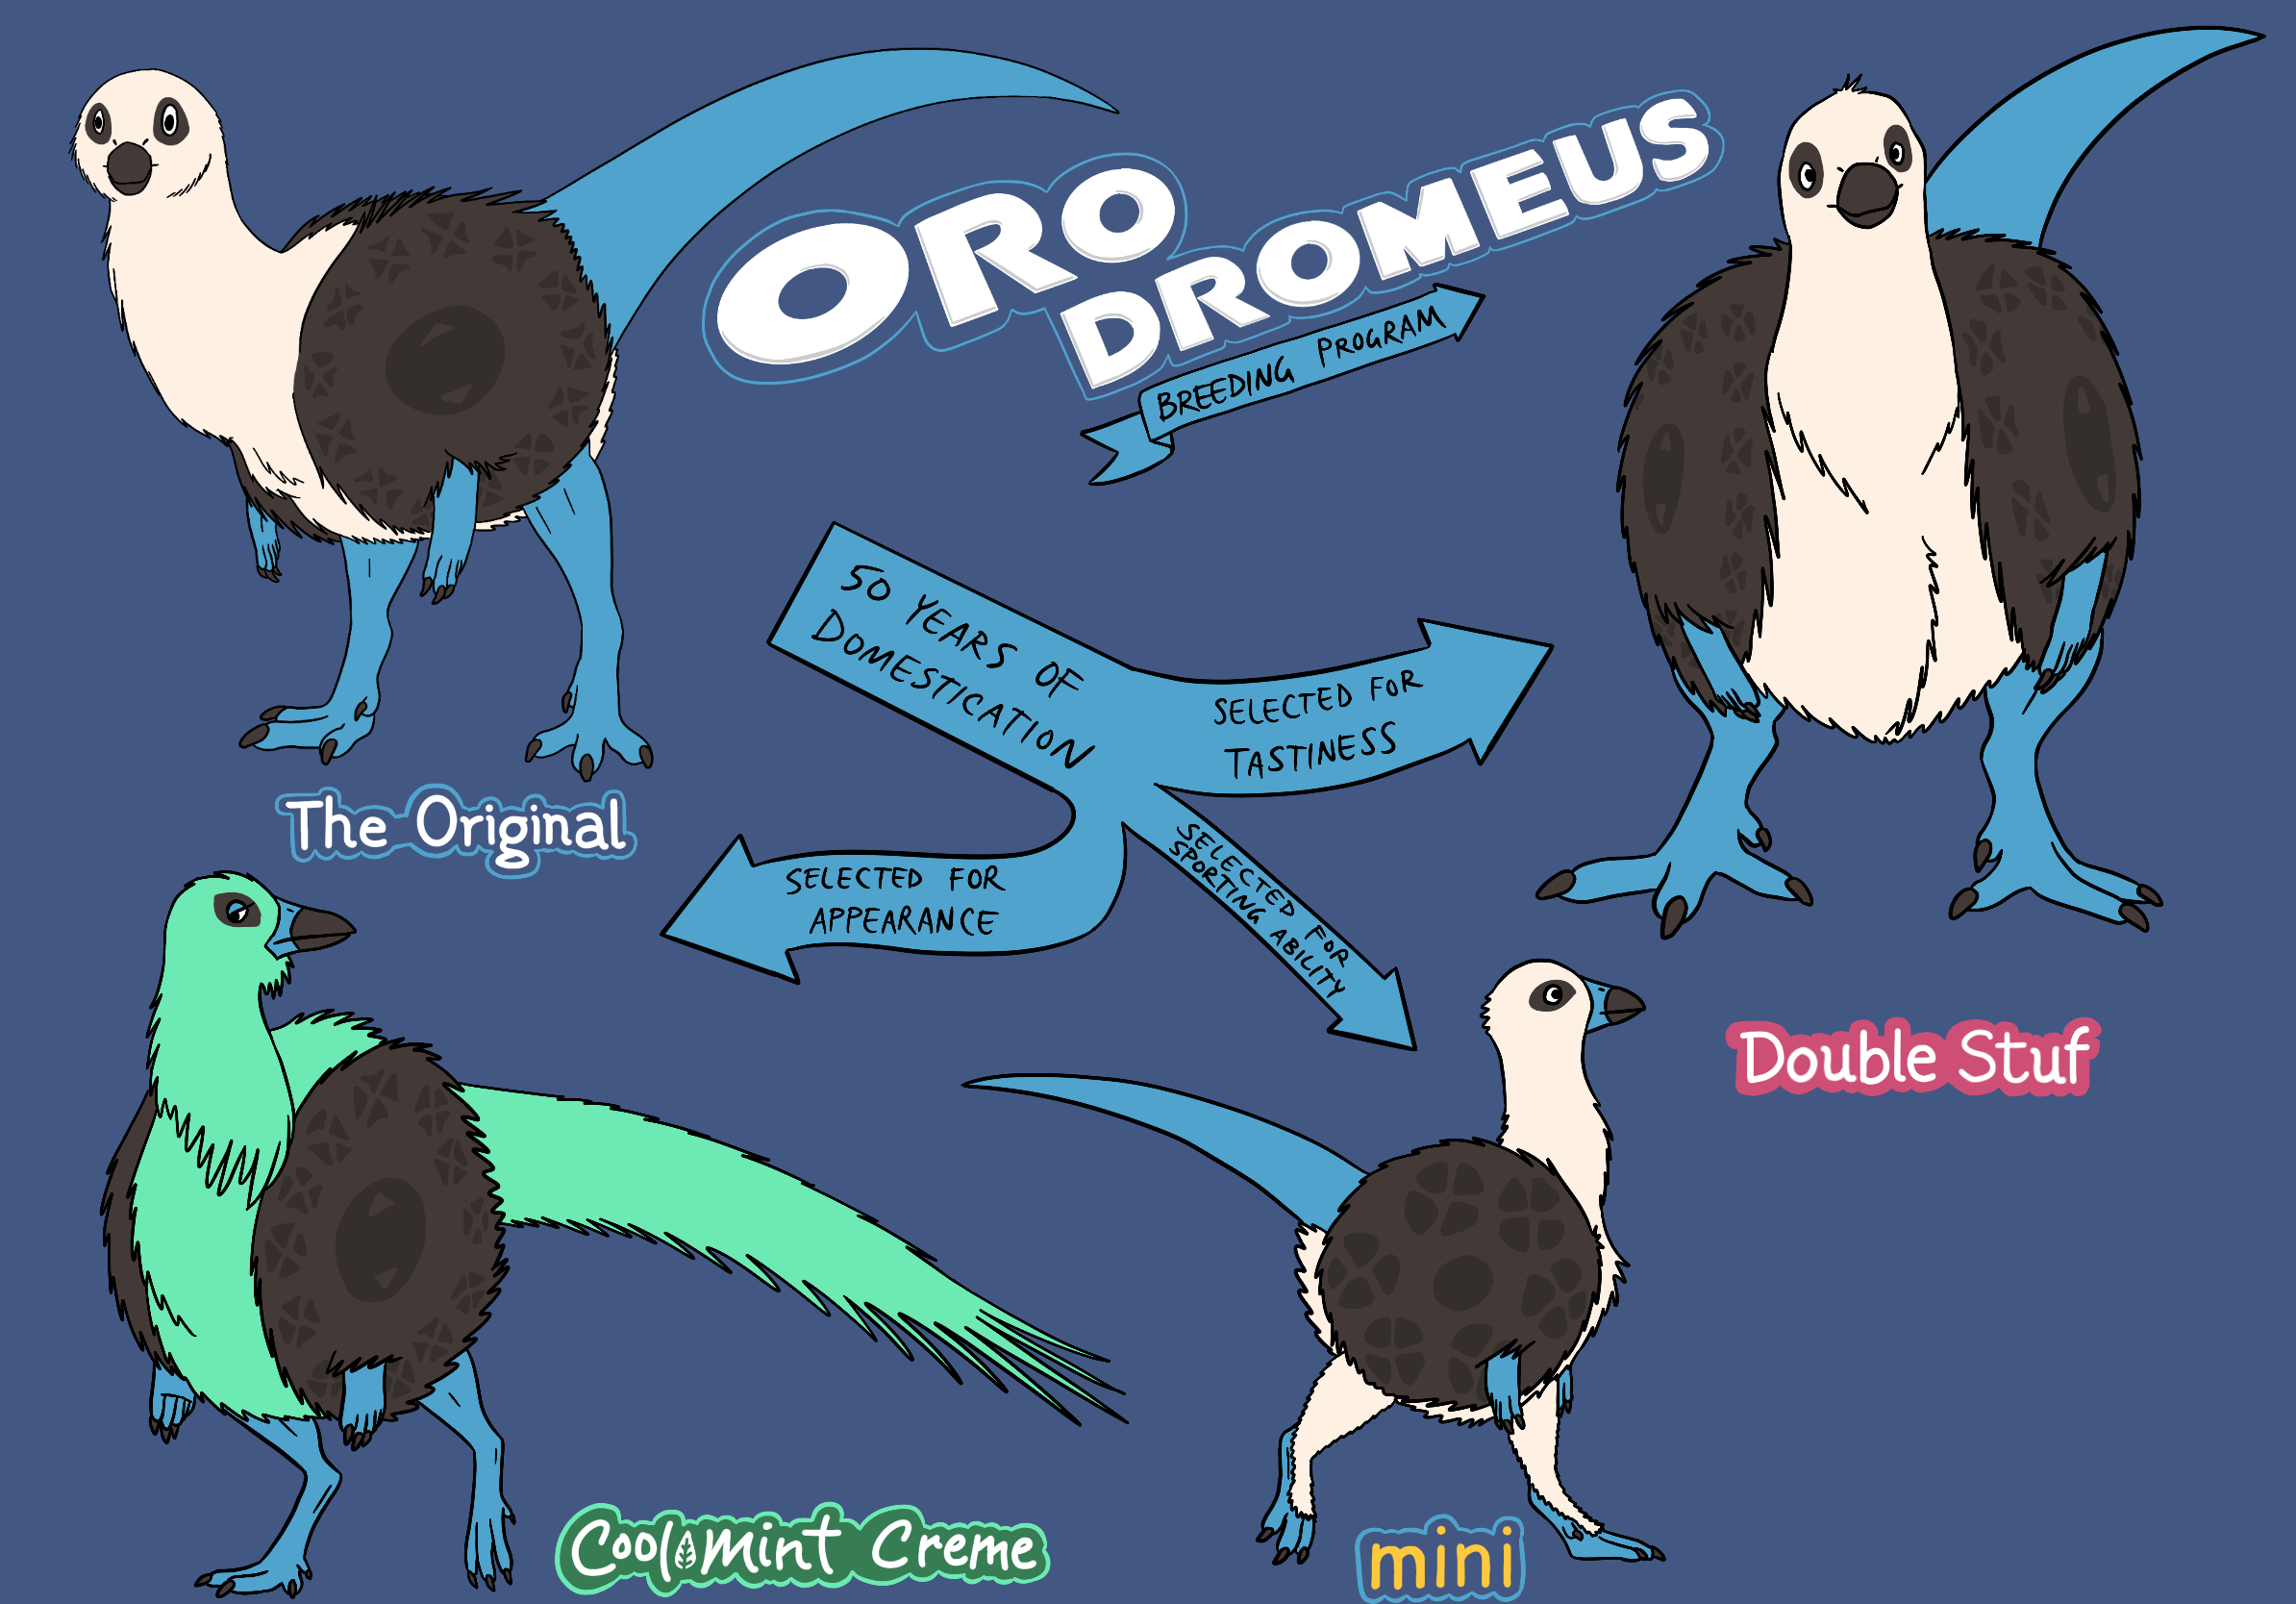 ORO
DROMEUS
BREEDING PROGRAM
The Original
50 YEARS OF
DOMESTICATION
SELECTED FOR
TASTINESS
SELECTED FOR
APPEARANCE
SELECTED FOR
SPORTING ABILITY
Double Stuf
Cool Mint Creme
mini